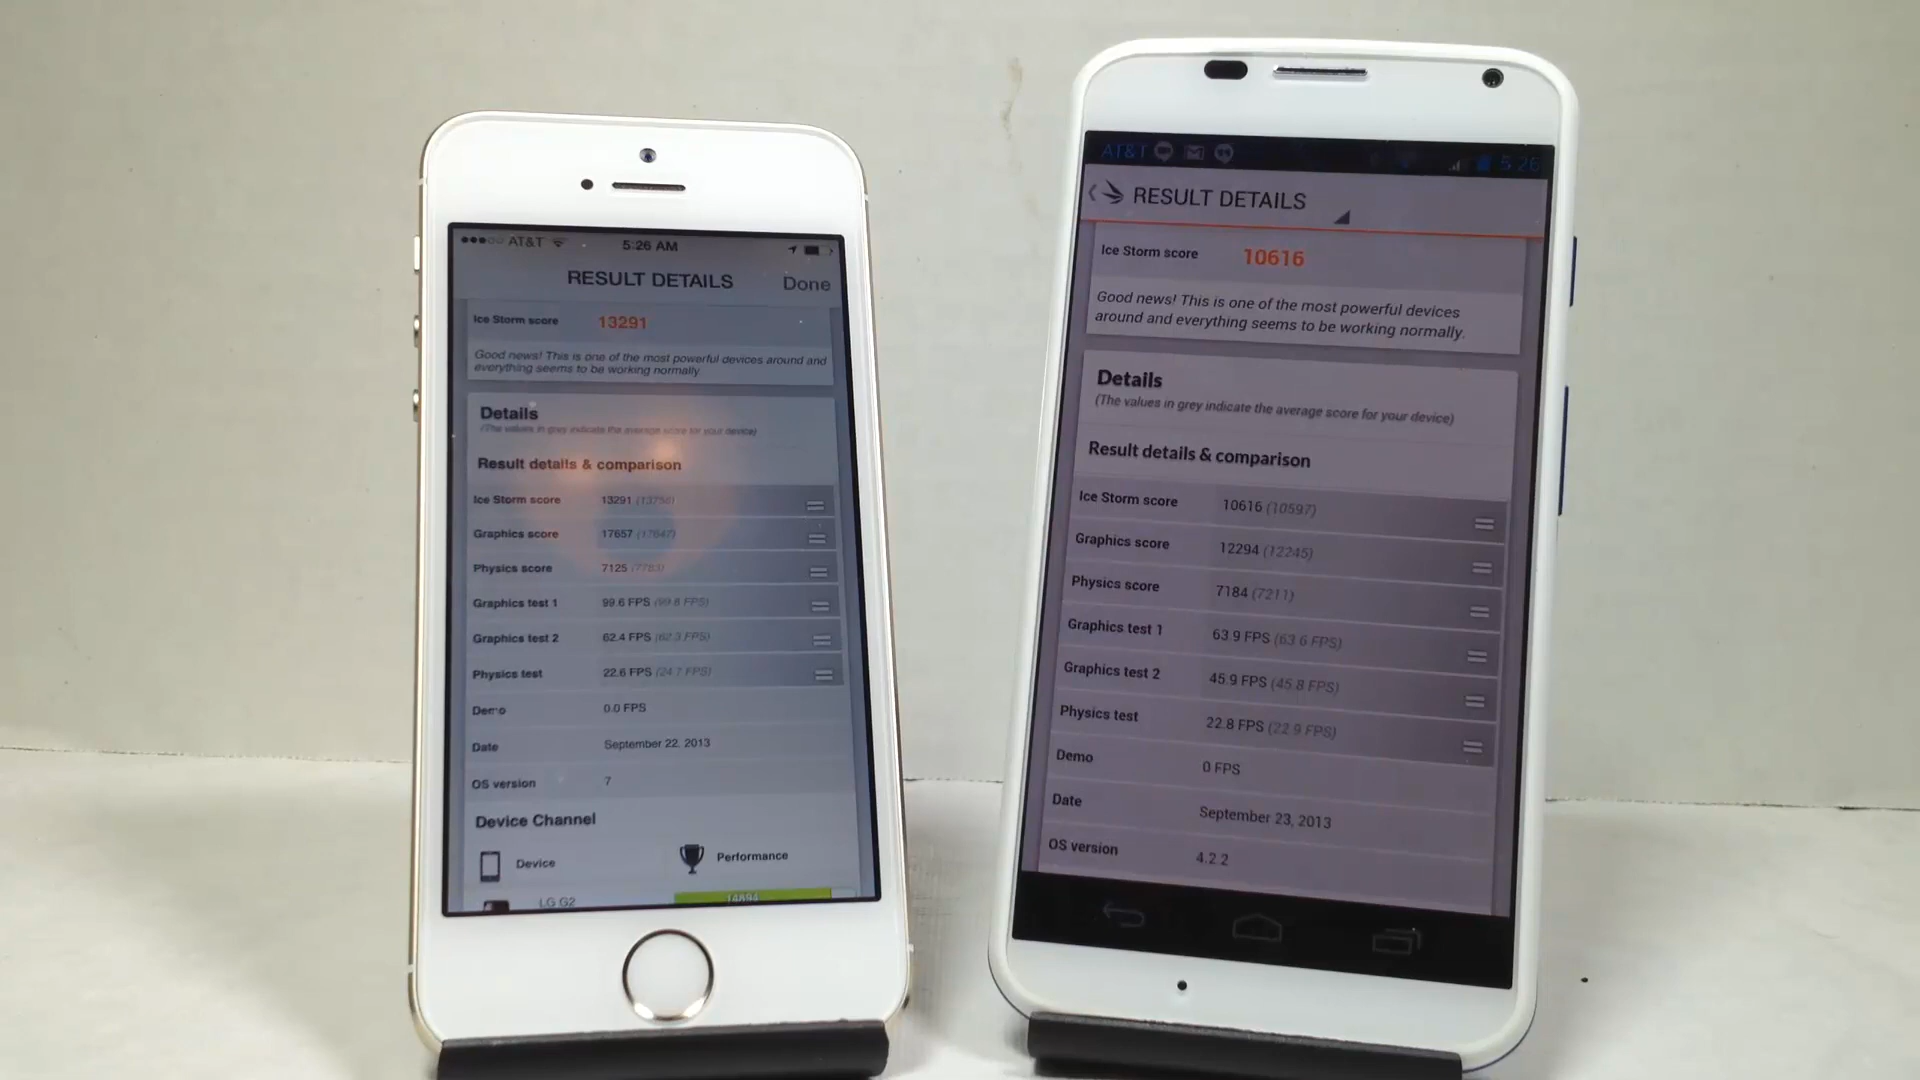 AT&T 5:26 AM
RESULT DETAILS Done
Ice Storm score 13291
Good news! This is one of the most powerful devices around and
everything seems to be working normally
Details
(The values in grey indicate the average score for your device)
Result details & comparison
Ice Storm score 13291
Graphics score 17657 (17647)
Physics score 7125
Graphics test 1 99.6 FPS (99.8 FPS)
Graphics test 2 62.4 FPS (62.3 FPS)
Physics test 22.6 FPS (24.7 FPS)
Demo 0.0 FPS
Date September 22, 2013
OS version 7
Device Channel
Device Performance
LG G2 14894
AT&T 5:26
RESULT DETAILS
Ice Storm score 10616
Good news! This is one of the most powerful devices
around and everything seems to be working normally.
Details
(The values in grey indicate the average score for your device)
Result details & comparison
Ice Storm score 10616 (10597)
Graphics score 12294 (12245)
Physics score 7184 (7211)
Graphics test 1 63.9 FPS (63.6 FPS)
Graphics test 2 45.9 FPS (45.8 FPS)
Physics test 22.8 FPS (22.9 FPS)
Demo 0 FPS
Date September 23, 2013
OS version 4.2.2